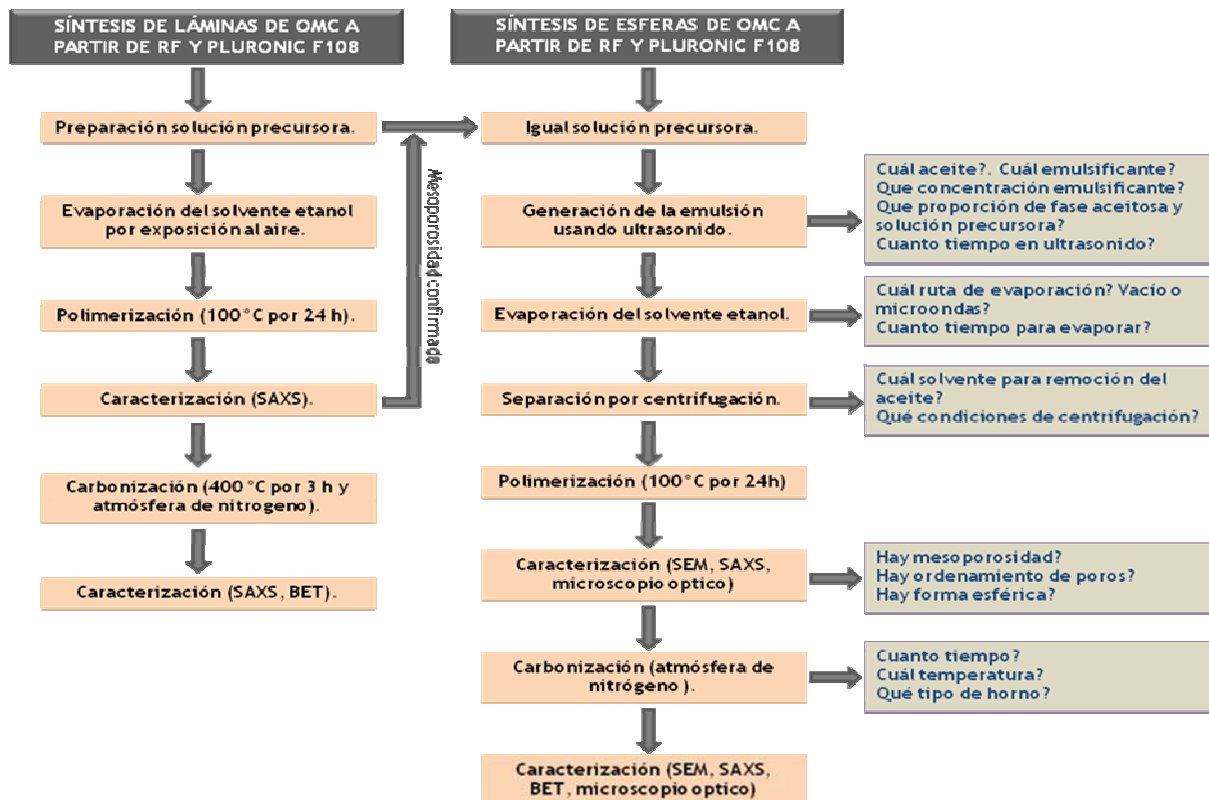 SÍNTESIS DE LÁMINAS DE OMC A
PARTIR DE RF Y PLURONIC F108
Preparación solución precursora.
Evaporación del solvente etanol
por exposición al aire.
Polimerización (100°C por 24 h).
Caracterización (SAXS).
Carbonización (400°C por 3 h y
atmósfera de nitrogeno).
Caracterización (SAXS, BET).
Mesoporosidad confirmada
SÍNTESIS DE ESFERAS DE OMC A
PARTIR DE RF Y PLURONIC F108
Igual solución precursora.
Generación de la emulsión
usando ultrasonido.
Evaporación del solvente etanol.
Separación por centrífugación.
Polimerización (100°C por 24h)
Caracterización (SEM, SAXS,
microscopio optico)
Carbonización (atmósfera de
nitrógeno ).
Caracterización (SEM, SAXS,
BET, microscopio optico)
Cuál aceite?. Cuál emulsificante?
Que concentración emulsificante?
Que proporción de fase aceitosa y
solución precursora?
Cuanto tiempo en ultrasonido?
Cuál ruta de evaporación? Vacío o
microondas?
Cuanto tiempo para evaporar?
Cuál solvente para remoción del
aceite?
Qué condiciones de centrifugación?
Hay mesoporosidad?
Hay ordenamiento de poros?
Hay forma esférica?
Cuanto tiempo?
Cuál temperatura?
Qué tipo de horno?